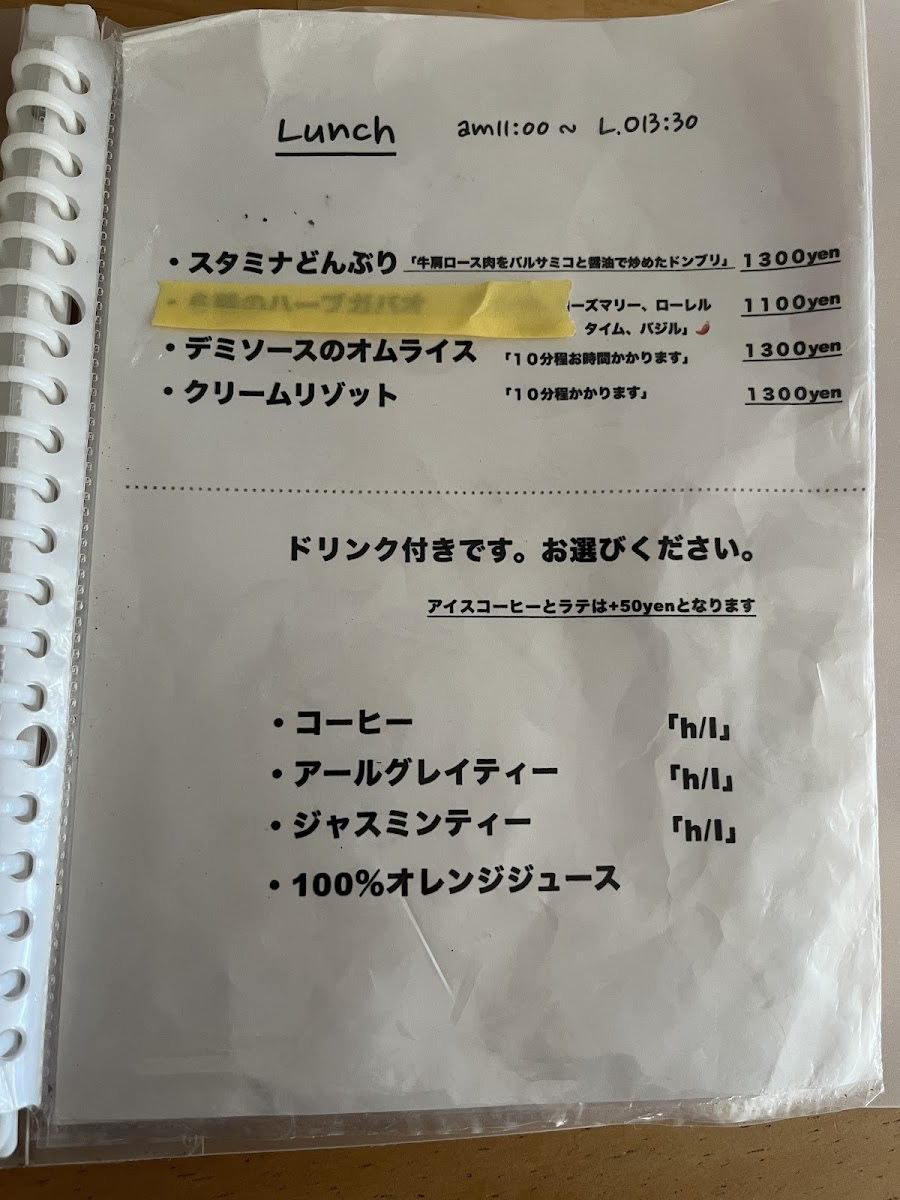 Lunch am11:00 ~ L.O13:30
・スタミナどんぶり 「牛肩ロース肉をバルサミコと醤油で炒めたドンブリ」 1300yen
のハーブガパオ ーズマリー、ローレル 1100yen
タイム、バジル」🌶
・デミソースのオムライス 「10分程お時間かかります」 1300yen
・クリームリゾット 「10分程かかります」 1300yen
ドリンク付きです。お選びください。
アイスコーヒーとラテは+50yenとなります
・コーヒー 「h/I」
・アールグレイティー 「h/I」
・ジャスミンティー 「h/I」
・100%オレンジジュース